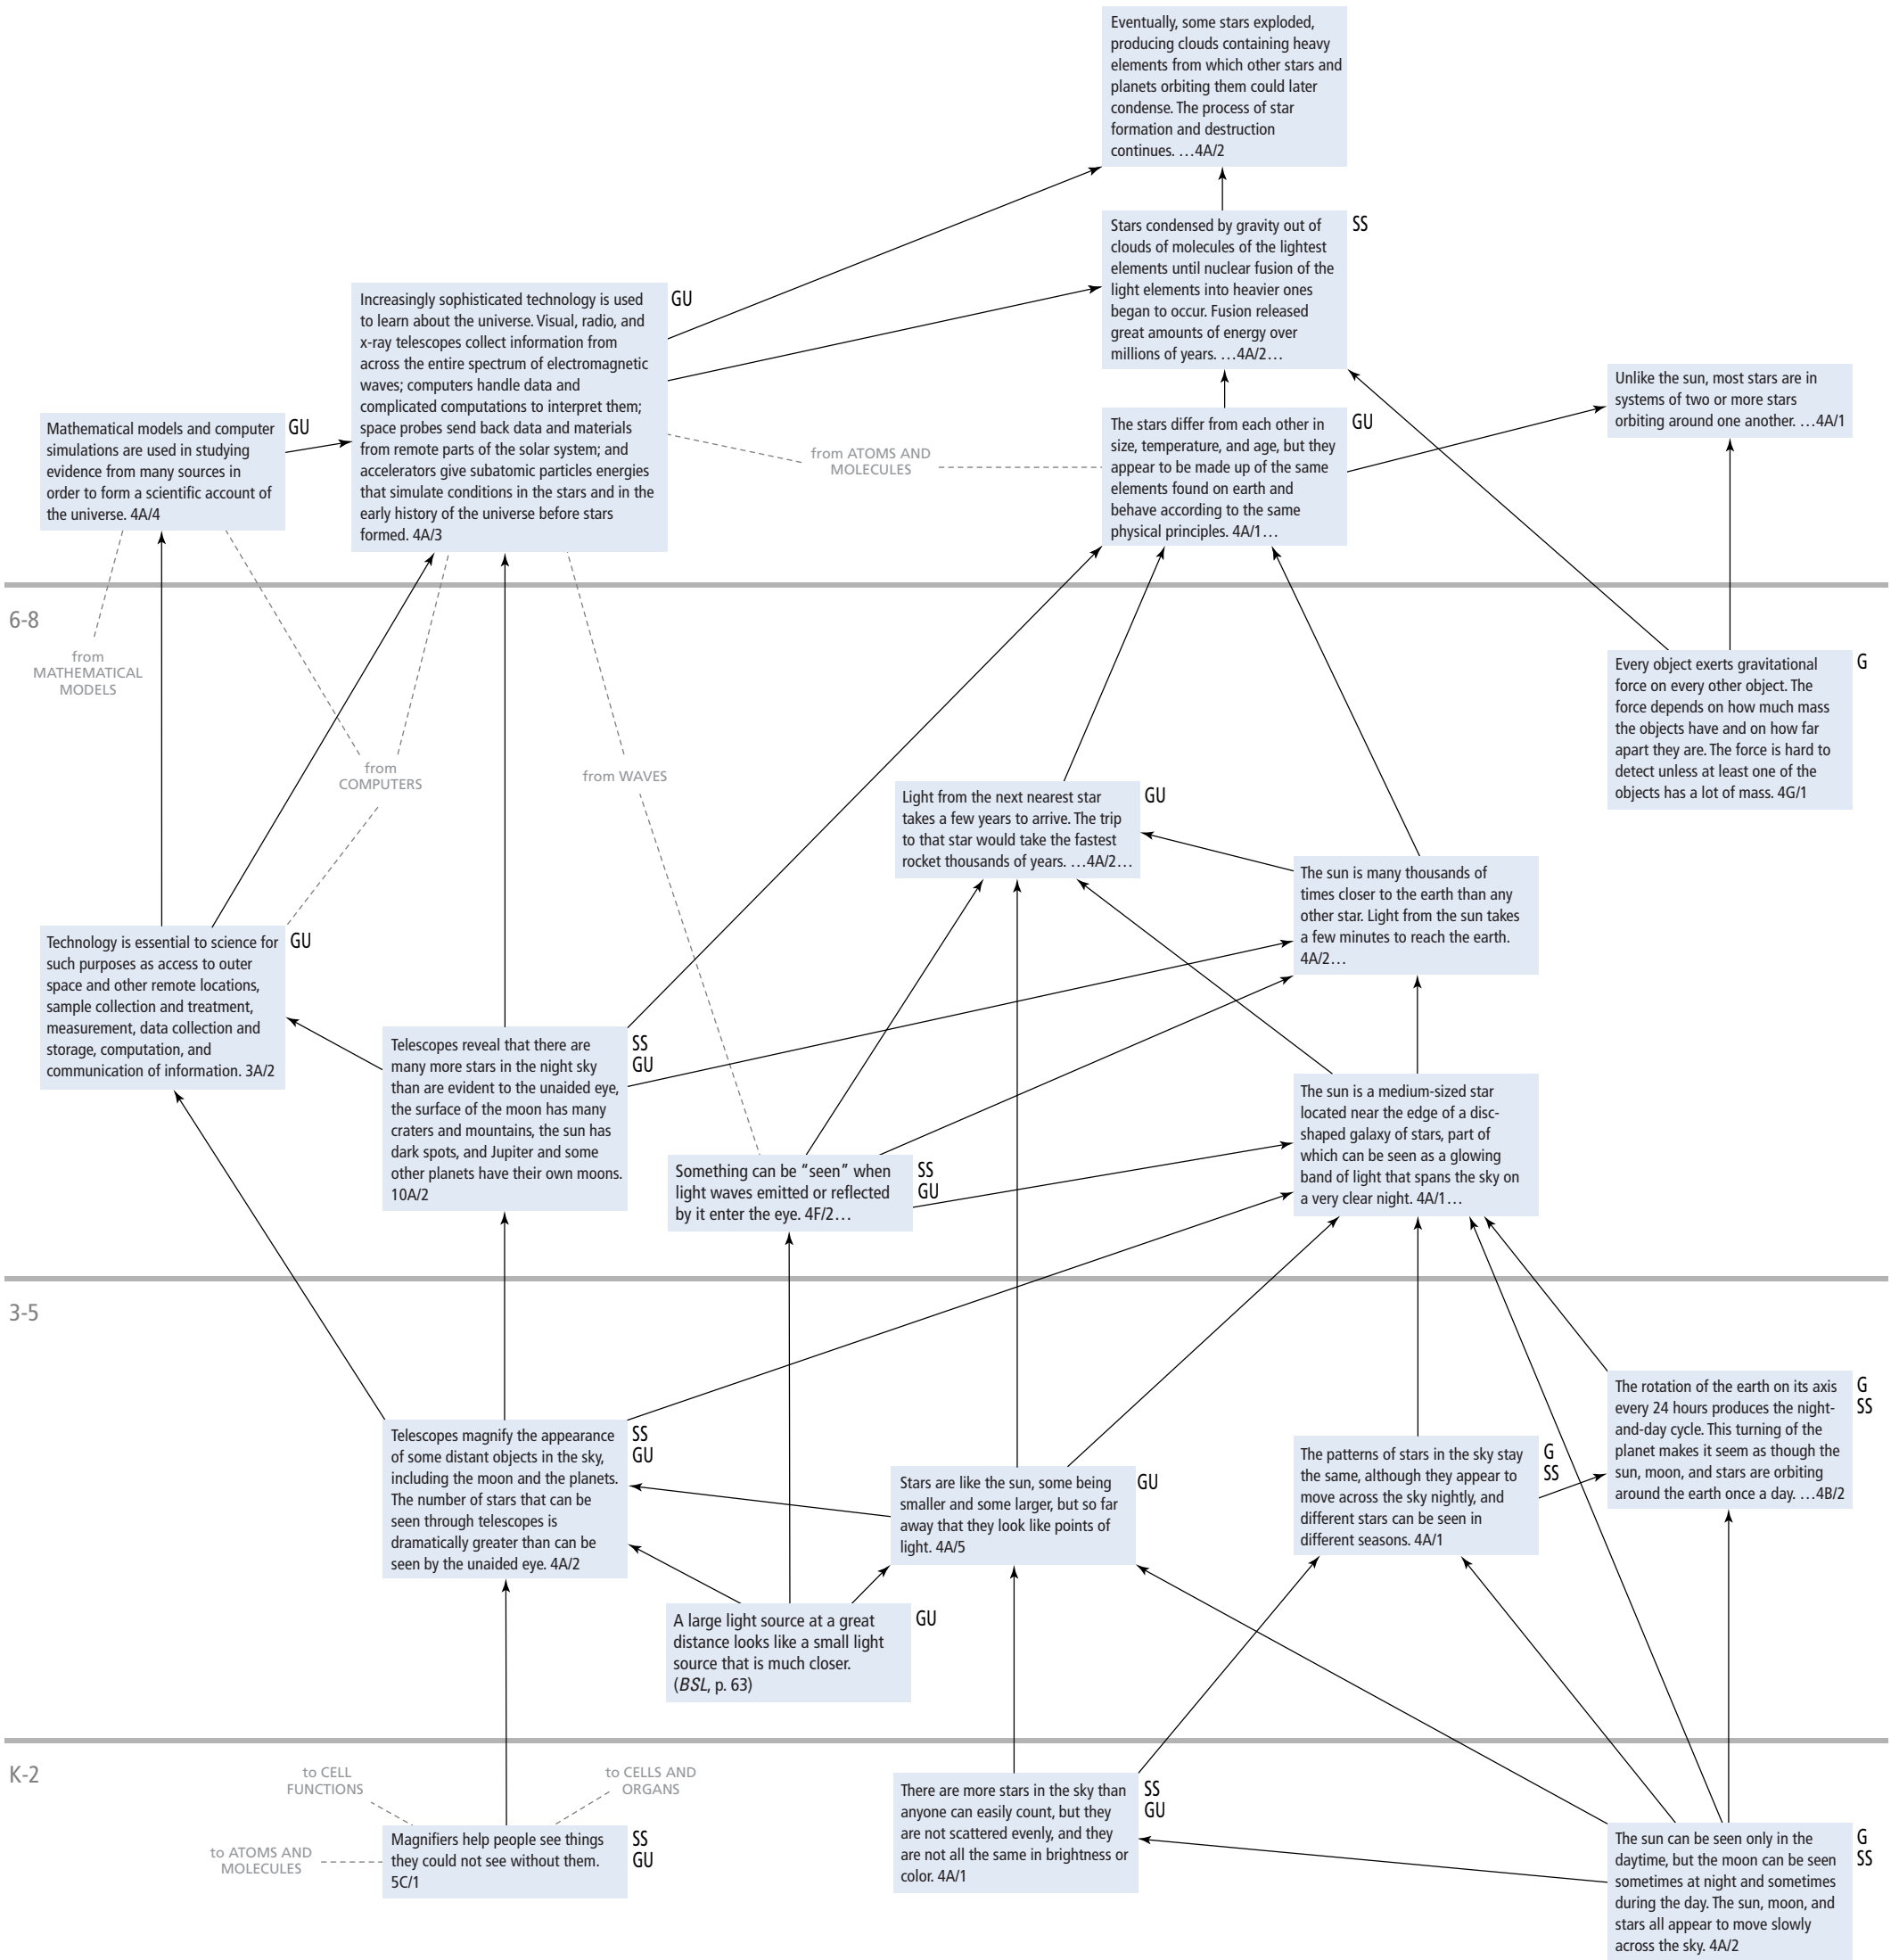 Eventually, some stars exploded,
producing clouds containing heavy
elements from which other stars and
planets orbiting them could later
condense. The process of star
formation and destruction
continues. …4A/2
Stars condensed by gravity out of
clouds of molecules of the lightest
elements until nuclear fusion of the
light elements into heavier ones
began to occur. Fusion released
great amounts of energy over
millions of years. …4A/2…
SS
Increasingly sophisticated technology is used
to learn about the universe. Visual, radio, and
x-ray telescopes collect information from
across the entire spectrum of electromagnetic
waves; computers handle data and
complicated computations to interpret them;
space probes send back data and materials
from remote parts of the solar system; and
accelerators give subatomic particles energies
that simulate conditions in the stars and in the
early history of the universe before stars
formed. 4A/3
GU
Unlike the sun, most stars are in
systems of two or more stars
orbiting around one another. …4A/1
Mathematical models and computer
simulations are used in studying
evidence from many sources in
order to form a scientific account of
the universe. 4A/4
GU
The stars differ from each other in
size, temperature, and age, but they
appear to be made up of the same
elements found on earth and
behave according to the same
physical principles. 4A/1…
GU
from ATOMS AND
MOLECULES
6-8
from
MATHEMATICAL
MODELS
Every object exerts gravitational
force on every other object. The
force depends on how much mass
the objects have and on how far
apart they are. The force is hard to
detect unless at least one of the
objects has a lot of mass. 4G/1
G
from
COMPUTERS
from WAVES
Light from the next nearest star
takes a few years to arrive. The trip
to that star would take the fastest
rocket thousands of years. …4A/2…
GU
The sun is many thousands of
times closer to the earth than any
other star. Light from the sun takes
a few minutes to reach the earth.
4A/2…
Technology is essential to science for
such purposes as access to outer
space and other remote locations,
sample collection and treatment,
measurement, data collection and
storage, computation, and
communication of information. 3A/2
GU
Telescopes reveal that there are
many more stars in the night sky
than are evident to the unaided eye,
the surface of the moon has many
craters and mountains, the sun has
dark spots, and Jupiter and some
other planets have their own moons.
10A/2
SS
GU
The sun is a medium-sized star
located near the edge of a disc-
shaped galaxy of stars, part of
which can be seen as a glowing
band of light that spans the sky on
a very clear night. 4A/1…
Something can be “seen” when
light waves emitted or reflected
by it enter the eye. 4F/2…
SS
GU
3-5
The rotation of the earth on its axis
every 24 hours produces the night-
and-day cycle. This turning of the
planet makes it seem as though the
sun, moon, and stars are orbiting
around the earth once a day. …4B/2
G
SS
Telescopes magnify the appearance
of some distant objects in the sky,
including the moon and the planets.
The number of stars that can be
seen through telescopes is
dramatically greater than can be
seen by the unaided eye. 4A/2
SS
GU
The patterns of stars in the sky stay
the same, although they appear to
move across the sky nightly, and
different stars can be seen in
different seasons. 4A/1
G
SS
Stars are like the sun, some being
smaller and some larger, but so far
away that they look like points of
light. 4A/5
GU
A large light source at a great
distance looks like a small light
source that is much closer.
(BSL, p. 63)
GU
K-2
to CELL
FUNCTIONS
to CELLS AND
ORGANS
to ATOMS AND
MOLECULES
Magnifiers help people see things
they could not see without them.
5C/1
SS
GU
There are more stars in the sky than
anyone can easily count, but they
are not scattered evenly, and they
are not all the same in brightness or
color. 4A/1
SS
GU
The sun can be seen only in the
daytime, but the moon can be seen
sometimes at night and sometimes
during the day. The sun, moon, and
stars all appear to move slowly
across the sky. 4A/2
G
SS